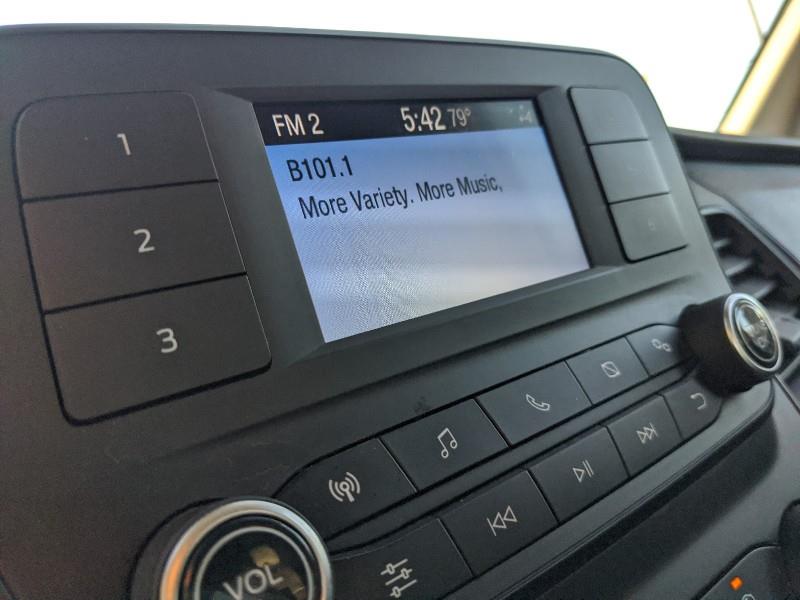 FM 2 5:42 79°
B101.1
More Variety. More Music,
1
2
3
VOL